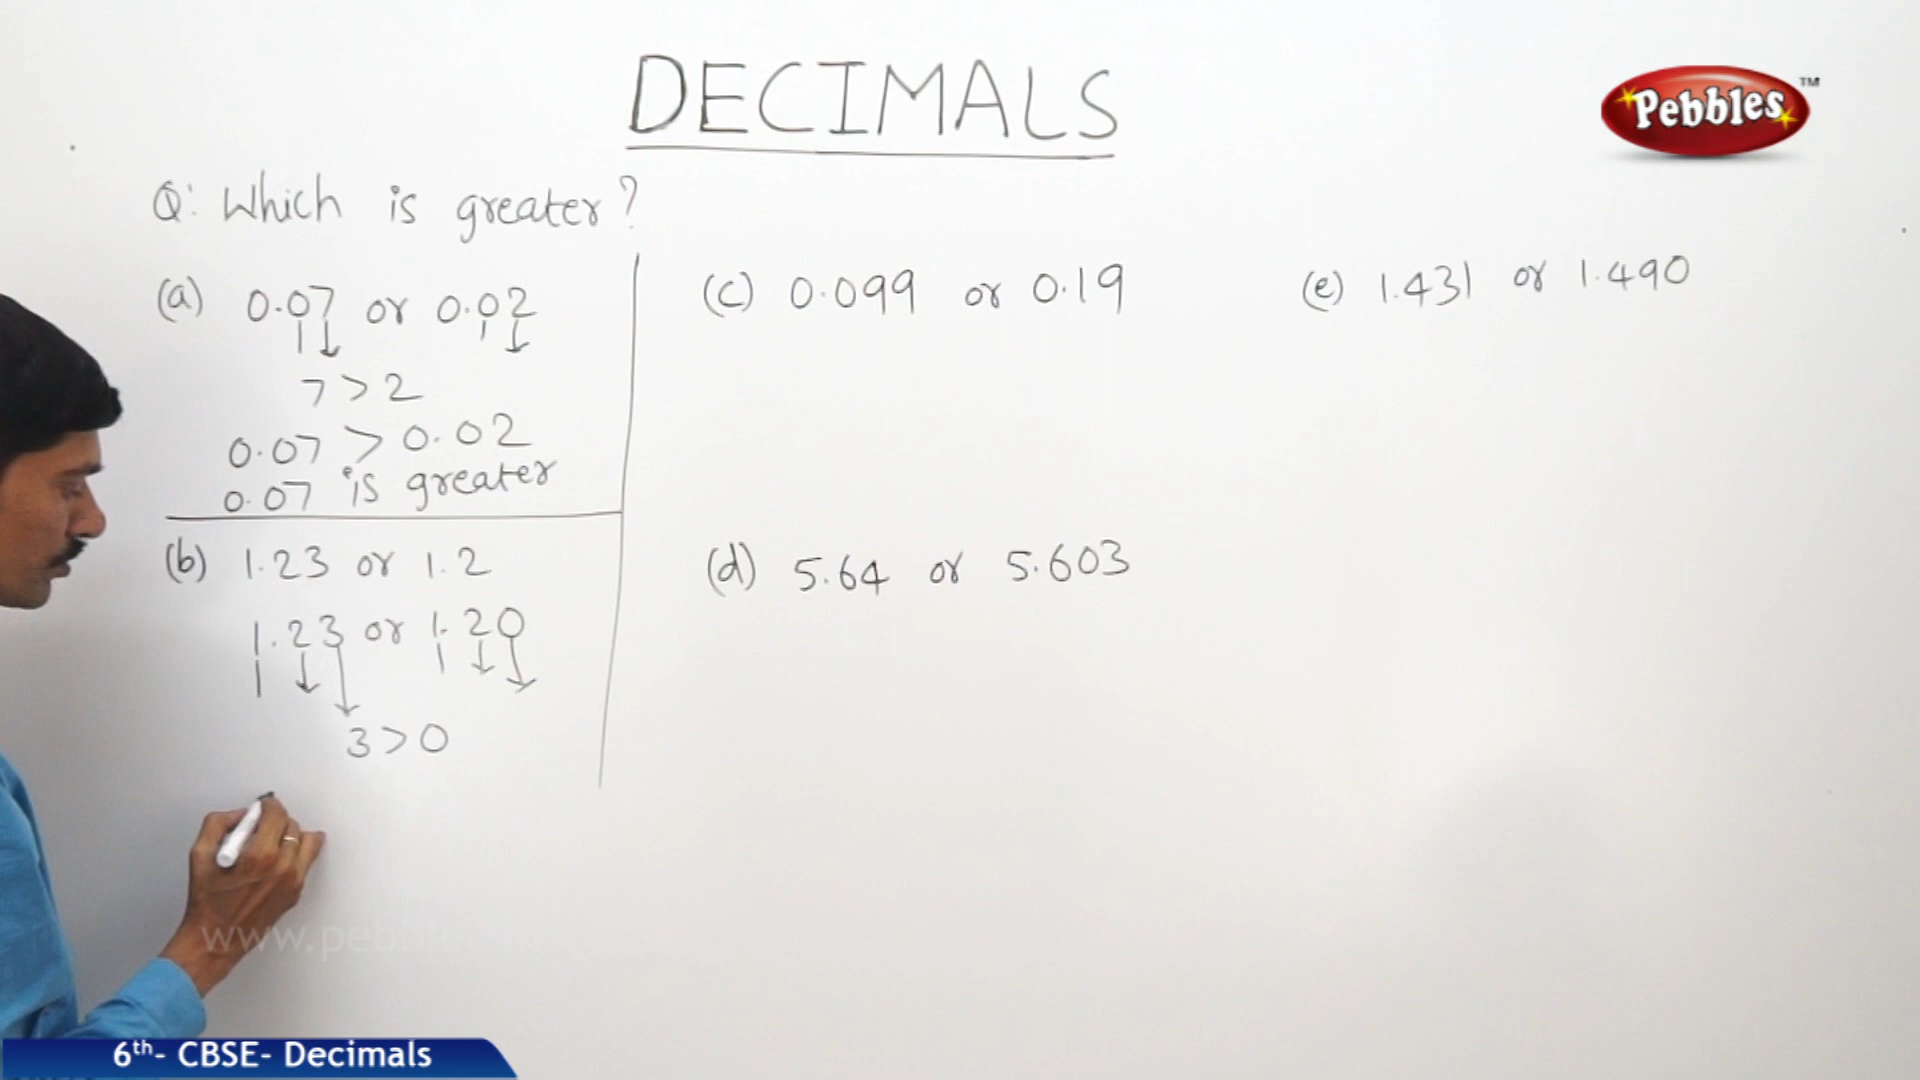 DECIMALS
Pebbles™
Q: Which is greater?
(a) 0.07 or 0.02
7 > 2
0.07 > 0.02
0.07 is greater
(b) 1.23 or 1.2
1.23 or 1.20
3 > 0
(c) 0.099 or 0.19
(d) 5.64 or 5.603
(e) 1.431 or 1.490
6th- CBSE- Decimals